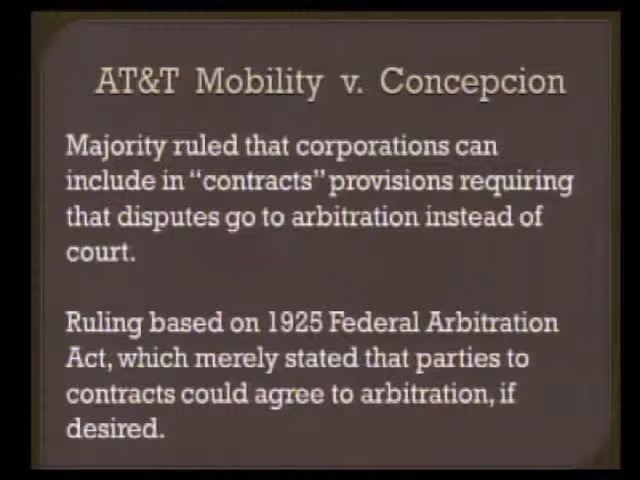 AT&T Mobility v. Concepcion
Majority ruled that corporations can
include in “contracts” provisions requiring
that disputes go to arbitration instead of
court.
Ruling based on 1925 Federal Arbitration
Act, which merely stated that parties to
contracts could agree to arbitration, if
desired.